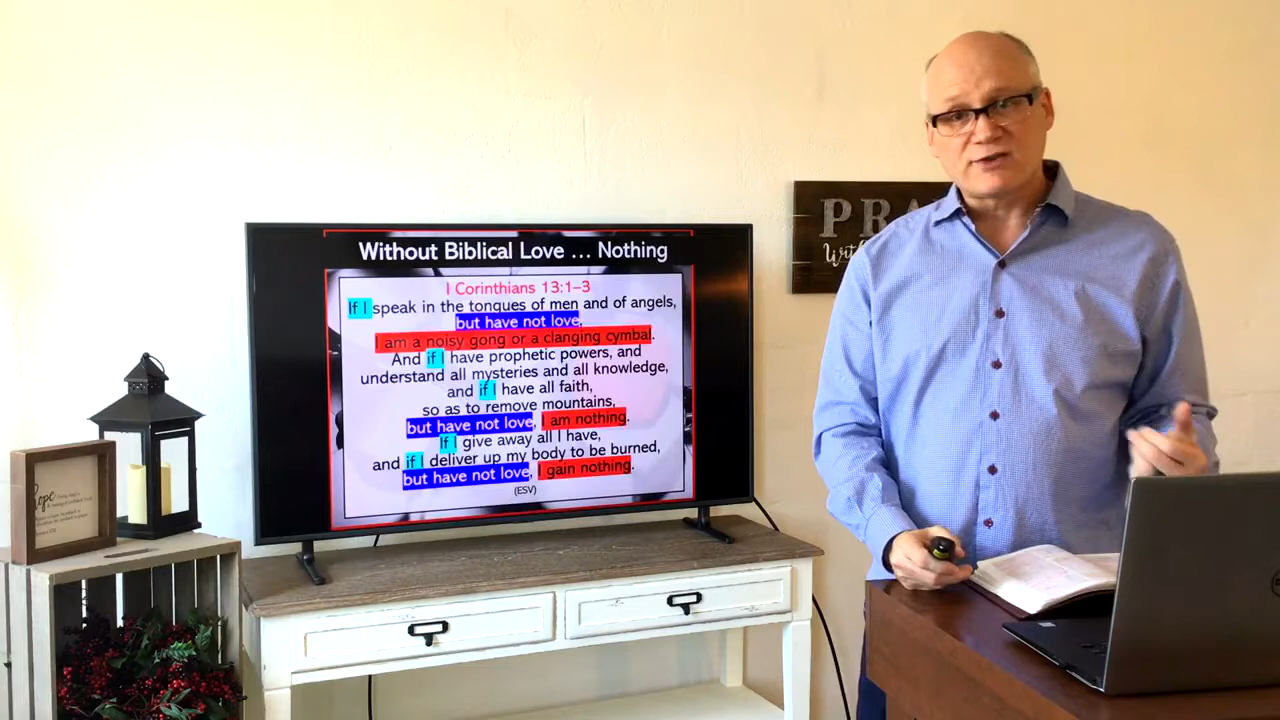 Without Biblical Love … Nothing
I Corinthians 13:1–3
If I speak in the tongues of men and of angels,
but have not love,
I am a noisy gong or a clanging cymbal.
And if I have prophetic powers, and
understand all mysteries and all knowledge,
and if I have all faith,
so as to remove mountains,
but have not love, I am nothing.
If I give away all I have,
and if I deliver up my body to be burned,
but have not love, I gain nothing.
(ESV)
PRA
Hope